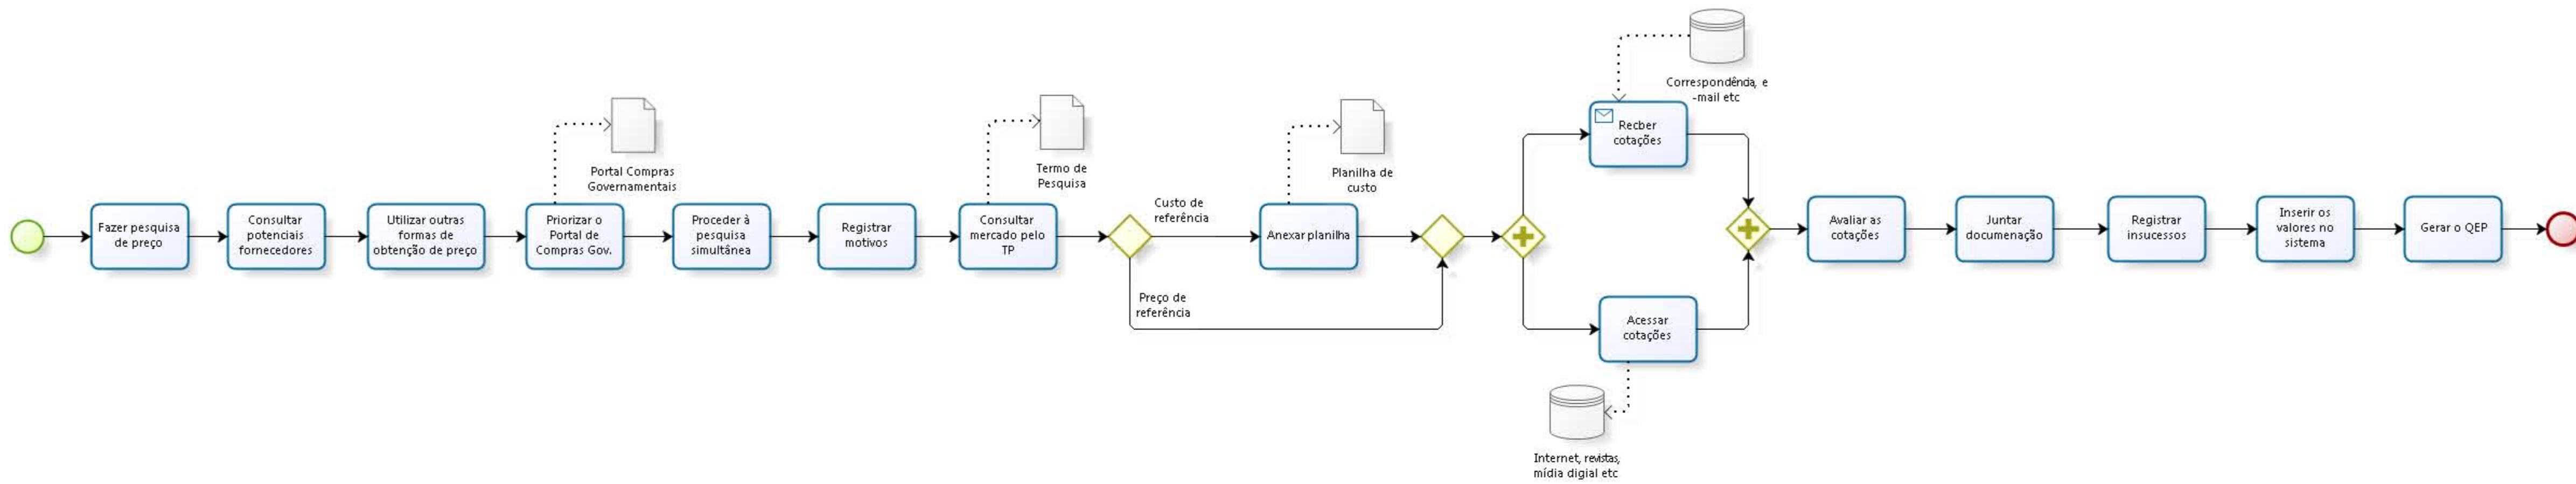 Fazer pesquisa
de preço
Consultar
potenciais
fornecedores
Utilizar outras
formas de
obtenção de preço
Priorizar o
Portal de
Compras Gov.
Portal Compras
Governamentais
Proceder à
pesquisa
simultânea
Registrar
motivos
Consultar
mercado pelo
TP
Termo de
Pesquisa
Custo de
referência
Preço de
referência
Anexar planilha
Planilha de
custo
Recber
cotações
Correspondência, e
-mail etc
Acessar
cotações
Internet, revistas,
mídia digial etc
Avaliar as
cotações
Juntar
documenação
Registrar
insucessos
Inserir os
valores no
sistema
Gerar o QEP